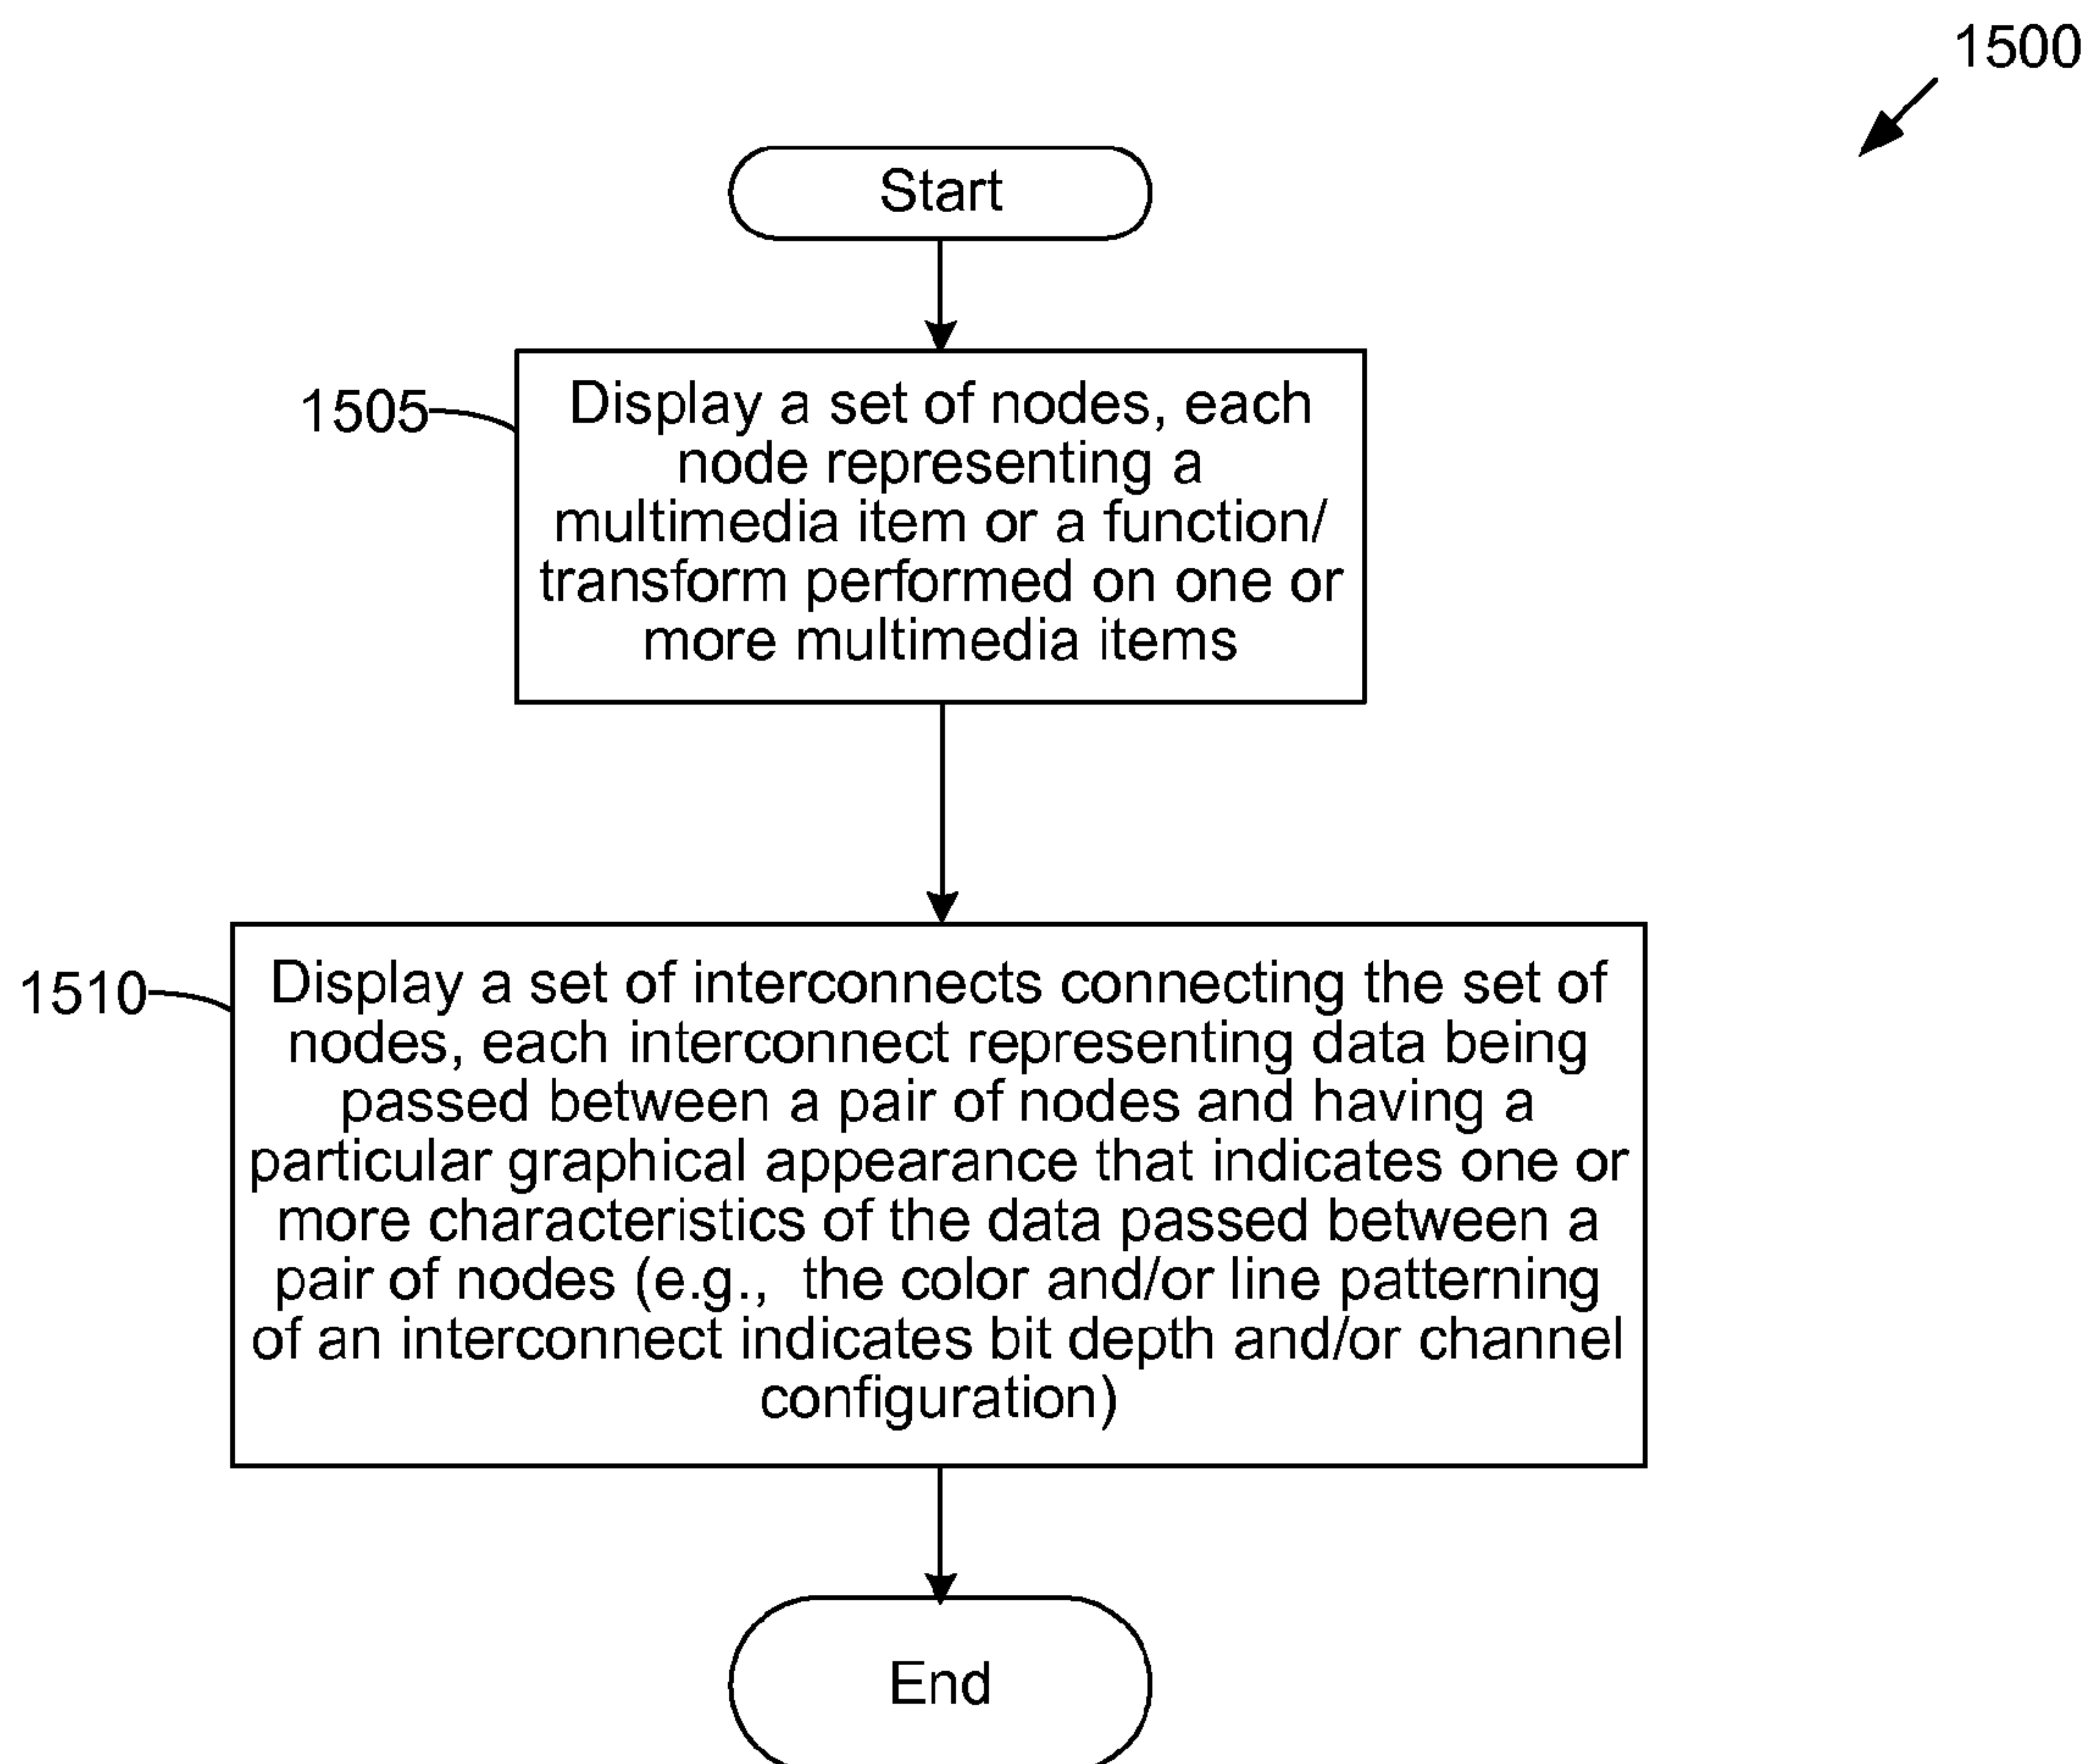 1500
Start
1505
Display a set of nodes, each
node representing a
multimedia item or a function/
transform performed on one or
more multimedia items
1510
Display a set of interconnects connecting the set of
nodes, each interconnect representing data being
passed between a pair of nodes and having a
particular graphical appearance that indicates one or
more characteristics of the data passed between a
pair of nodes (e.g.,  the color and/or line patterning
of an interconnect indicates bit depth and/or channel
configuration)
End